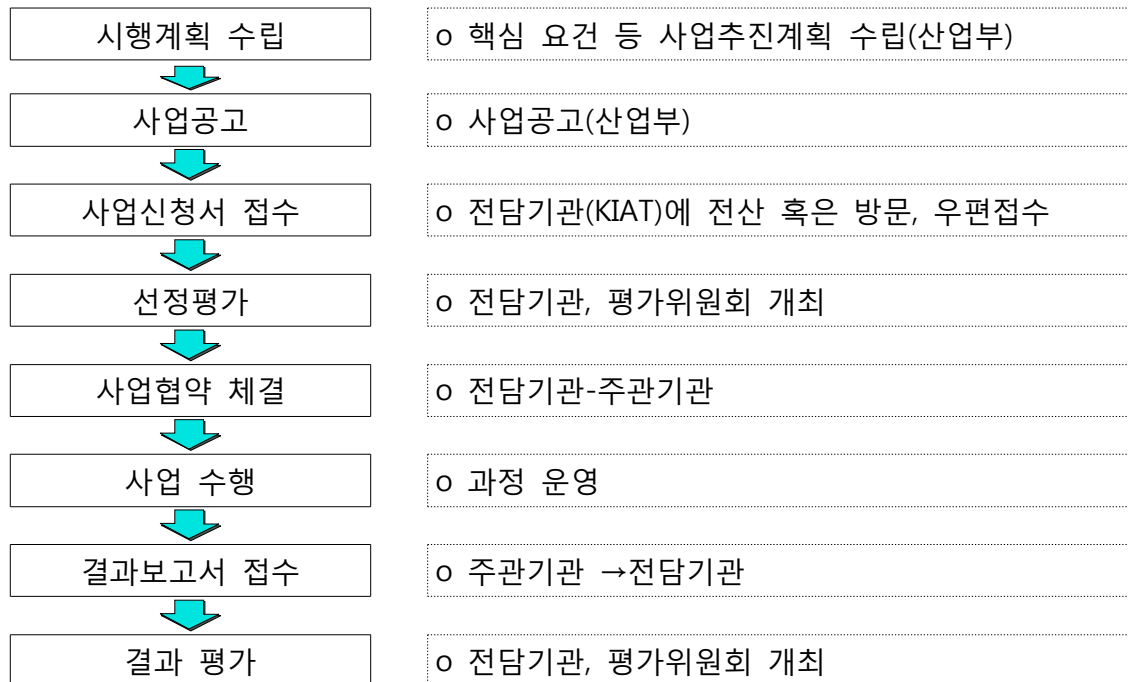 시행계획 수립
o 핵심 요건 등 사업추진계획 수립(산업부)
사업공고
o 사업공고(산업부)
사업신청서 접수
o 전담기관(KIAT)에 전산 혹은 방문, 우편접수
선정평가
o 전담기관, 평가위원회 개최
사업협약 체결
o 전담기관-주관기관
사업 수행
o 과정 운영
결과보고서 접수
o 주관기관 →전담기관
결과 평가
o 전담기관, 평가위원회 개최